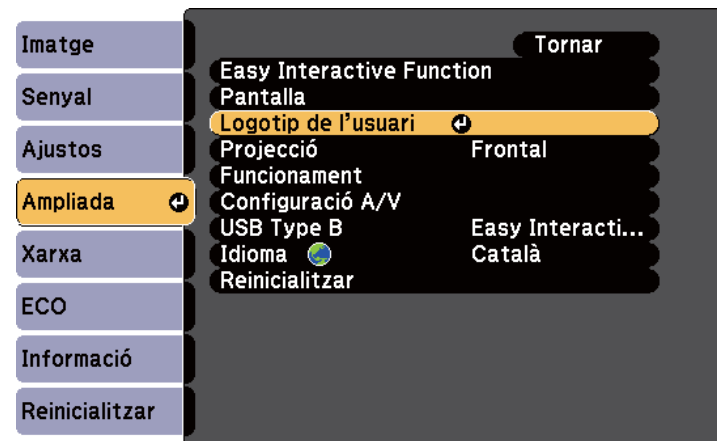 Imatge
Senyal
Ajustos
Ampliada
Xarxa
ECO
Informació
Reinicialitzar
Tornar
Easy Interactive Function
Pantalla
Logotip de l'usuari
Projecció Frontal
Funcionament
Configuració A/V
USB Type B Easy Interacti...
Idioma Català
Reinicialitzar